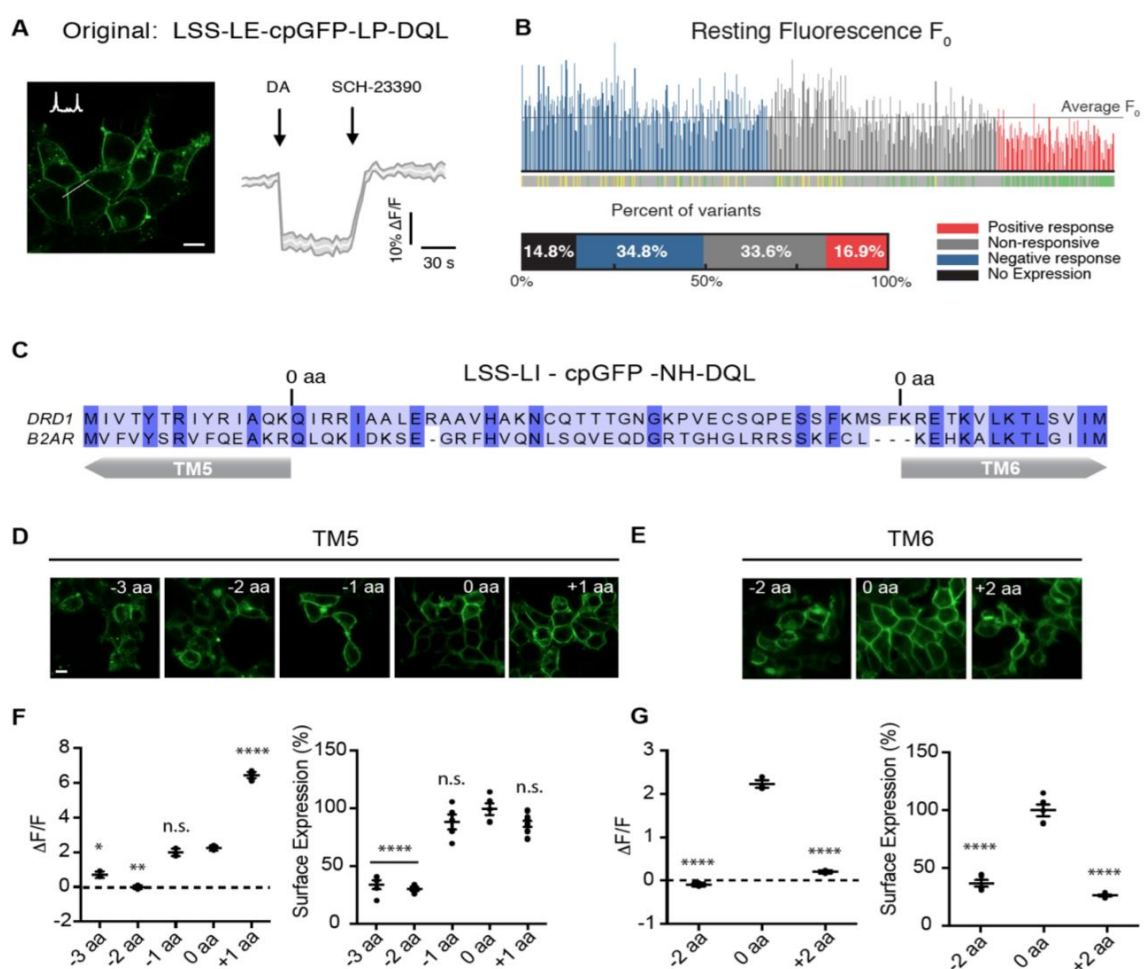 A Original: LSS-LE-cpGFP-LP-DQL
DA SCH-23390
10% ΔF/F
30 s
B Resting Fluorescence F0
Average F0
Percent of variants
14.8% 34.8% 33.6% 16.9%
0% 50% 100%
Positive response
Non-responsive
Negative response
No Expression
C LSS-LI - cpGFP -NH-DQL
0 aa 0 aa
DRD1 MIVTYTRIYRIAQKQIRRIAALERAAVHAKNCQTTTGNGKPVECSQPESSFKMSFKRETKVLKTLSVIM
B2AR MVFVYSRVFQEAKRQLQKIDKSE-GRFHVQNLSQVEQDGRTGHGLRRSSKFCL---KEHKALKTLGIIM
TM5 TM6
D TM5
-3 aa -2 aa -1 aa 0 aa +1 aa
E TM6
-2 aa 0 aa +2 aa
F
ΔF/F
8
6
4
2
0
-2
* ** n.s. ****
-3 aa -2 aa -1 aa 0 aa +1 aa
Surface Expression (%)
150
100
50
0
**** n.s. n.s.
-3 aa -2 aa -1 aa 0 aa +1 aa
G
ΔF/F
3
2
1
0
-1
**** ****
-2 aa 0 aa +2 aa
Surface Expression (%)
150
100
50
0
**** ****
-2 aa 0 aa +2 aa